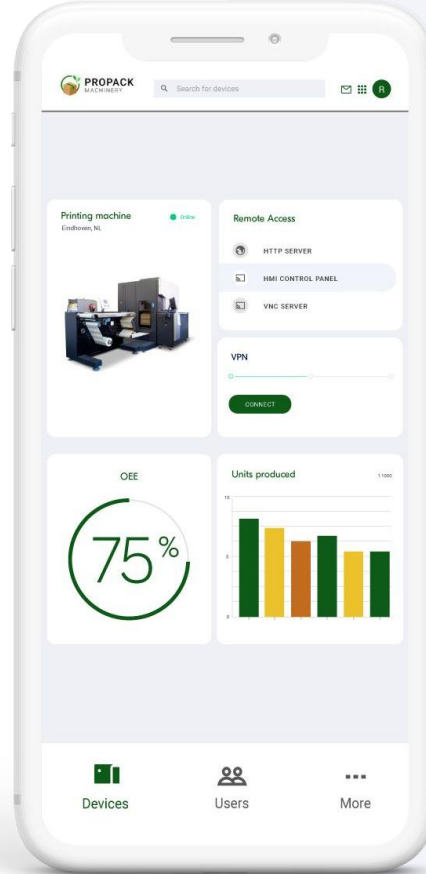 PROPACK
MACHINERY
Search for devices
R
Printing machine
Online
Eindhoven, NL
Remote Access
HTTP SERVER
HMI CONTROL PANEL
VNC SERVER
VPN
CONNECT
OEE
75%
Units produced
1:1000
10
5
0
Devices
Users
More